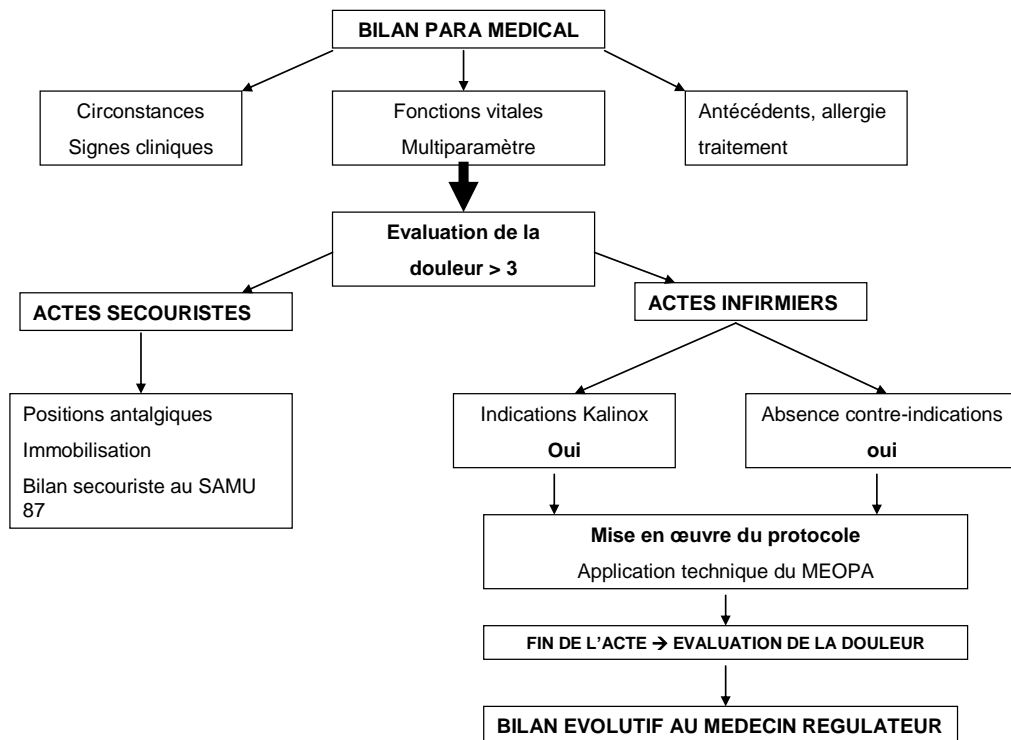 BILAN PARA MEDICAL
Circonstances
Signes cliniques
Fonctions vitales
Multiparamètre
Antécédents, allergie
traitement
Evaluation de la
douleur > 3
ACTES SECOURISTES
ACTES INFIRMIERS
Positions antalgiques
Immobilisation
Bilan secouriste au SAMU
87
Indications Kalinox
Oui
Absence contre-indications
oui
Mise en œuvre du protocole
Application technique du MEOPA
FIN DE L'ACTE → EVALUATION DE LA DOULEUR
BILAN EVOLUTIF AU MEDECIN REGULATEUR